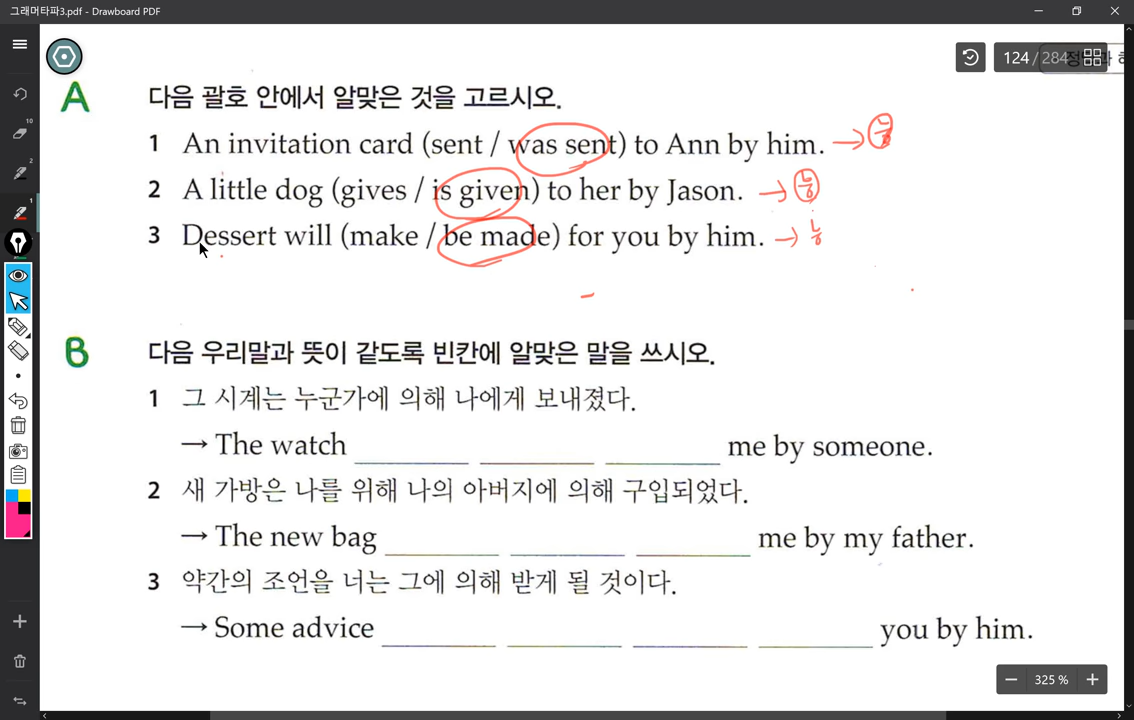 그래머타파3.pdf - Drawboard PDF
124 / 284
A 다음 괄호 안에서 알맞은 것을 고르시오.
1 An invitation card (sent / was sent) to Ann by him.
2 A little dog (gives / is given) to her by Jason.
3 Dessert will (make / be made) for you by him.
B 다음 우리말과 뜻이 같도록 빈칸에 알맞은 말을 쓰시오.
1 그 시계는 누군가에 의해 나에게 보내졌다.
→ The watch me by someone.
2 새 가방은 나를 위해 나의 아버지에 의해 구입되었다.
→ The new bag me by my father.
3 약간의 조언을 너는 그에 의해 받게 될 것이다.
→ Some advice you by him.
10
2
1
325 %